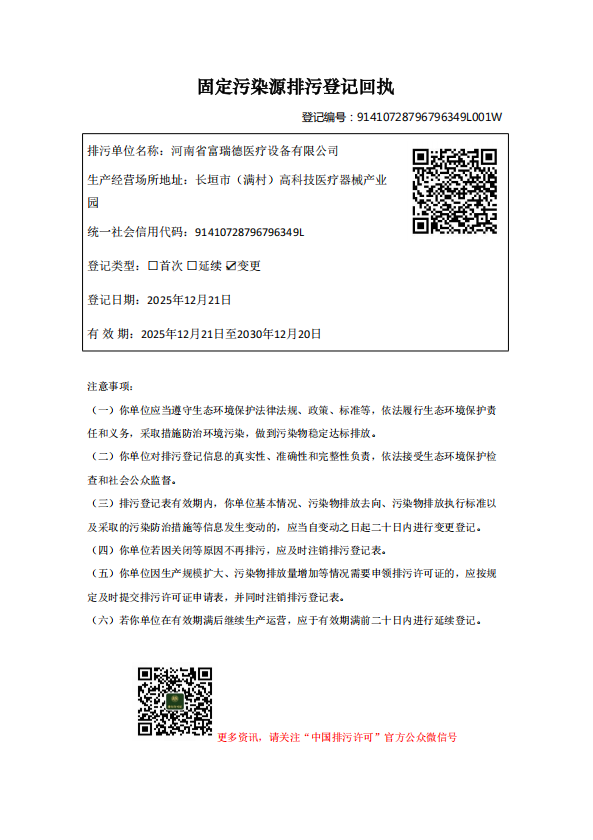 固定污染源排污登记回执
登记编号：91410728796796349L001W
排污单位名称：河南省富瑞德医疗设备有限公司
生产经营场所地址：长垣市（满村）高科技医疗器械产业
园
统一社会信用代码：91410728796796349L
登记类型：☐首次 ☐延续 ☑变更
登记日期：2025年12月21日
有 效 期：2025年12月21日至2030年12月20日
注意事项：
（一）你单位应当遵守生态环境保护法律法规、政策、标准等，依法履行生态环境保护责
任和义务，采取措施防治环境污染，做到污染物稳定达标排放。
（二）你单位对排污登记信息的真实性、准确性和完整性负责，依法接受生态环境保护检
查和社会公众监督。
（三）排污登记表有效期内，你单位基本情况、污染物排放去向、污染物排放执行标准以
及采取的污染防治措施等信息发生变动的，应当自变动之日起二十日内进行变更登记。
（四）你单位若因关闭等原因不再排污，应及时注销排污登记表。
（五）你单位因生产规模扩大、污染物排放量增加等情况需要申领排污许可证的，应按规
定及时提交排污许可证申请表，并同时注销排污登记表。
（六）若你单位在有效期满后继续生产运营，应于有效期满前二十日内进行延续登记。
更多资讯，请关注“中国排污许可”官方公众微信号